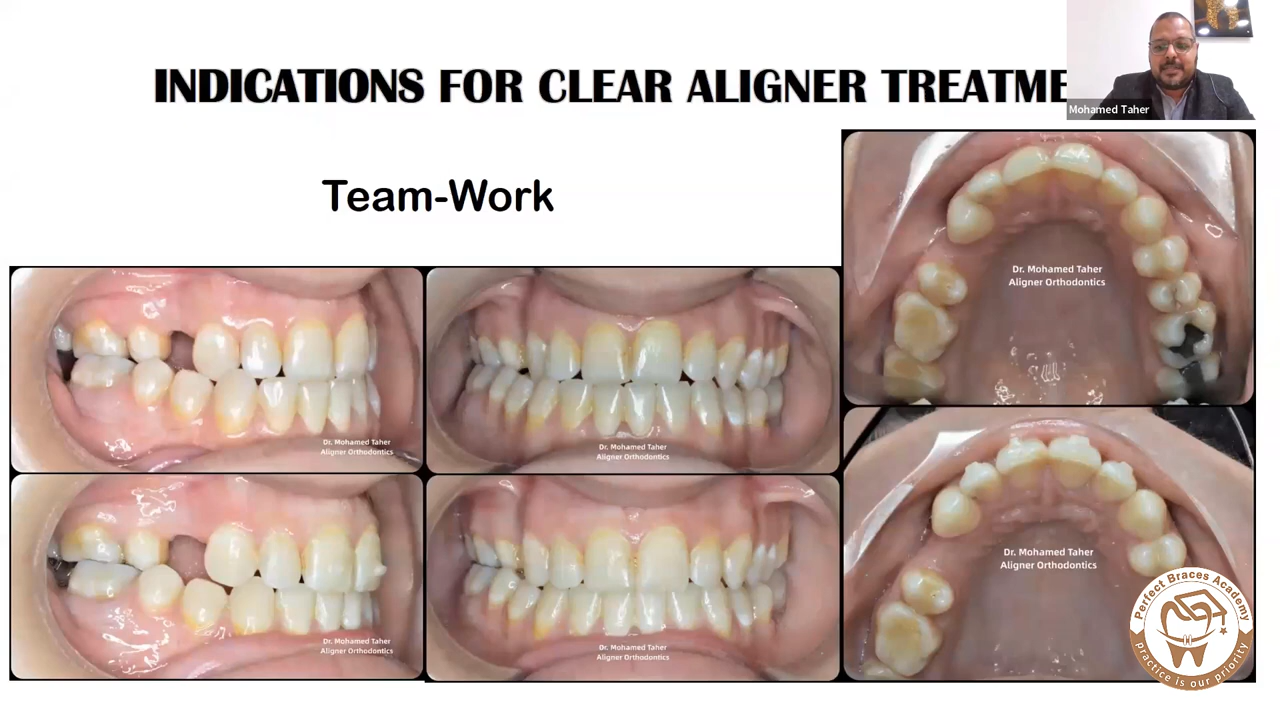 INDICATIONS FOR CLEAR ALIGNER TREATME
Mohamed Taher
Team-Work
Dr. Mohamed Taher
Aligner Orthodontics
Dr. Mohamed Taher
Aligner Orthodontics
Dr. Mohamed Taher
Aligner Orthodontics
Dr. Mohamed Taher
Aligner Orthodontics
Dr. Mohamed Taher
Aligner Orthodontics
Dr. Mohamed Taher
Aligner Orthodontics
Perfect Braces Academy
practice is our priority